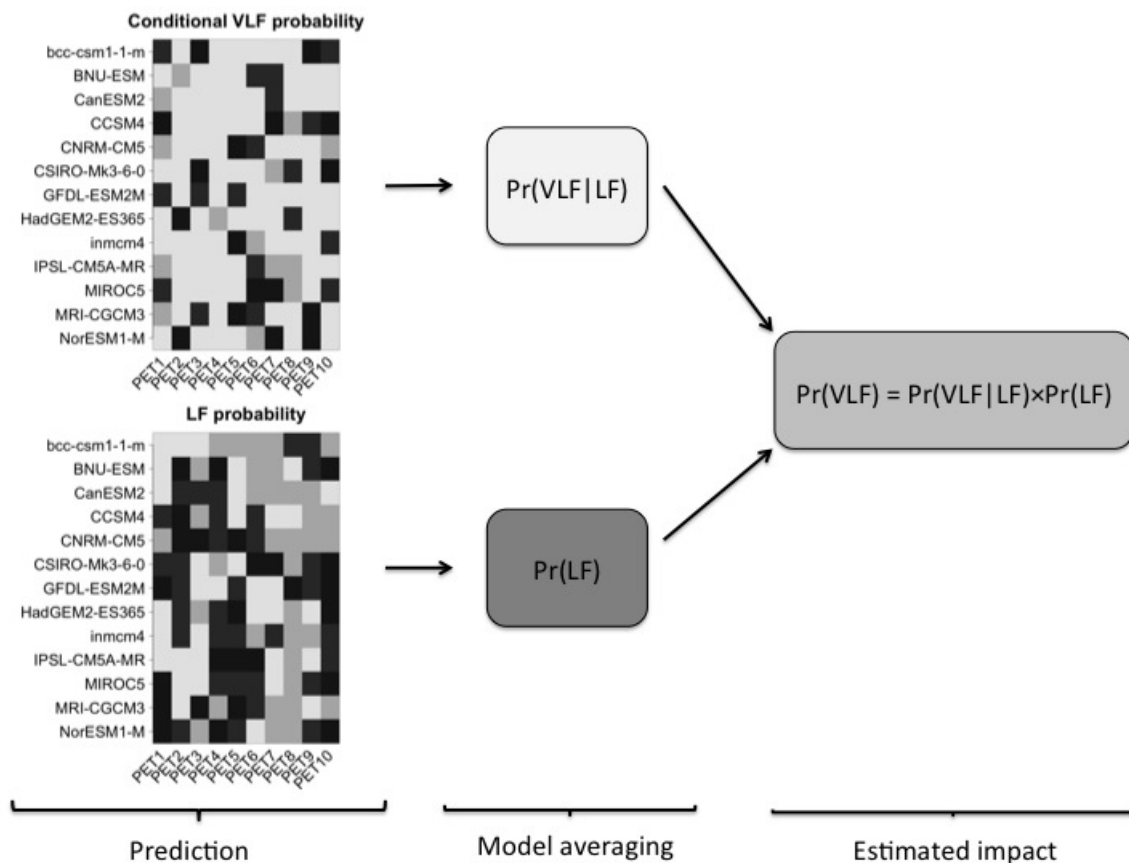 Conditional VLF probability
bcc-csm1-1-m
BNU-ESM
CanESM2
CCSM4
CNRM-CM5
CSIRO-Mk3-6-0
GFDL-ESM2M
HadGEM2-ES365
inmcm4
IPSL-CM5A-MR
MIROC5
MRI-CGCM3
NorESM1-M
PET1 PET2 PET3 PET4 PET5 PET6 PET7 PET8 PET9 PET10
Pr(VLF|LF)
Pr(VLF) = Pr(VLF|LF)×Pr(LF)
LF probability
bcc-csm1-1-m
BNU-ESM
CanESM2
CCSM4
CNRM-CM5
CSIRO-Mk3-6-0
GFDL-ESM2M
HadGEM2-ES365
inmcm4
IPSL-CM5A-MR
MIROC5
MRI-CGCM3
NorESM1-M
PET1 PET2 PET3 PET4 PET5 PET6 PET7 PET8 PET9 PET10
Pr(LF)
Prediction
Model averaging
Estimated impact